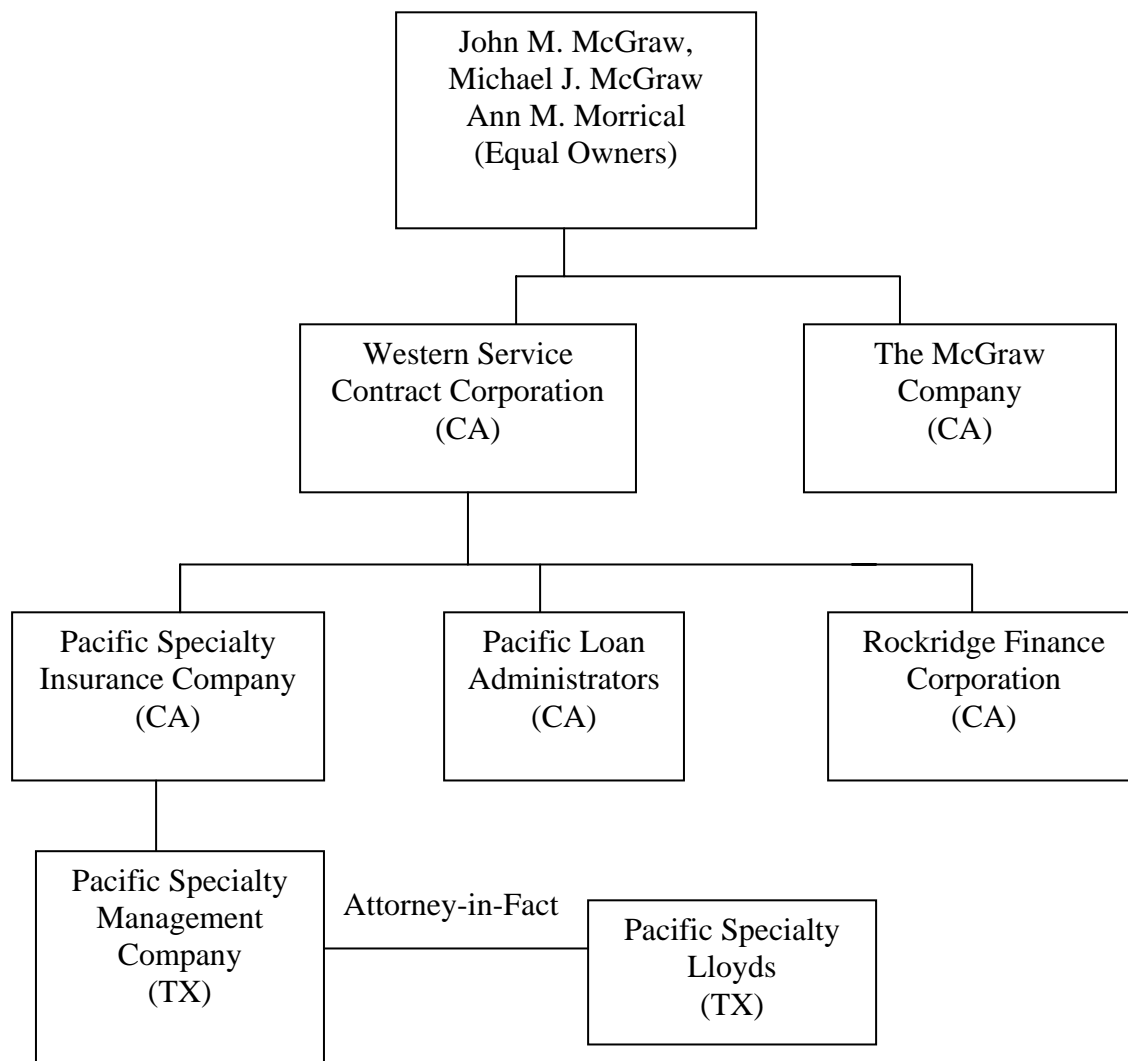 John M. McGraw,
Michael J. McGraw
Ann M. Morrical
(Equal Owners)
Western Service
Contract Corporation
(CA)
The McGraw
Company
(CA)
Pacific Specialty
Insurance Company
(CA)
Pacific Loan
Administrators
(CA)
Rockridge Finance
Corporation
(CA)
Pacific Specialty
Management
Company
(TX)
Attorney-in-Fact
Pacific Specialty
Lloyds
(TX)